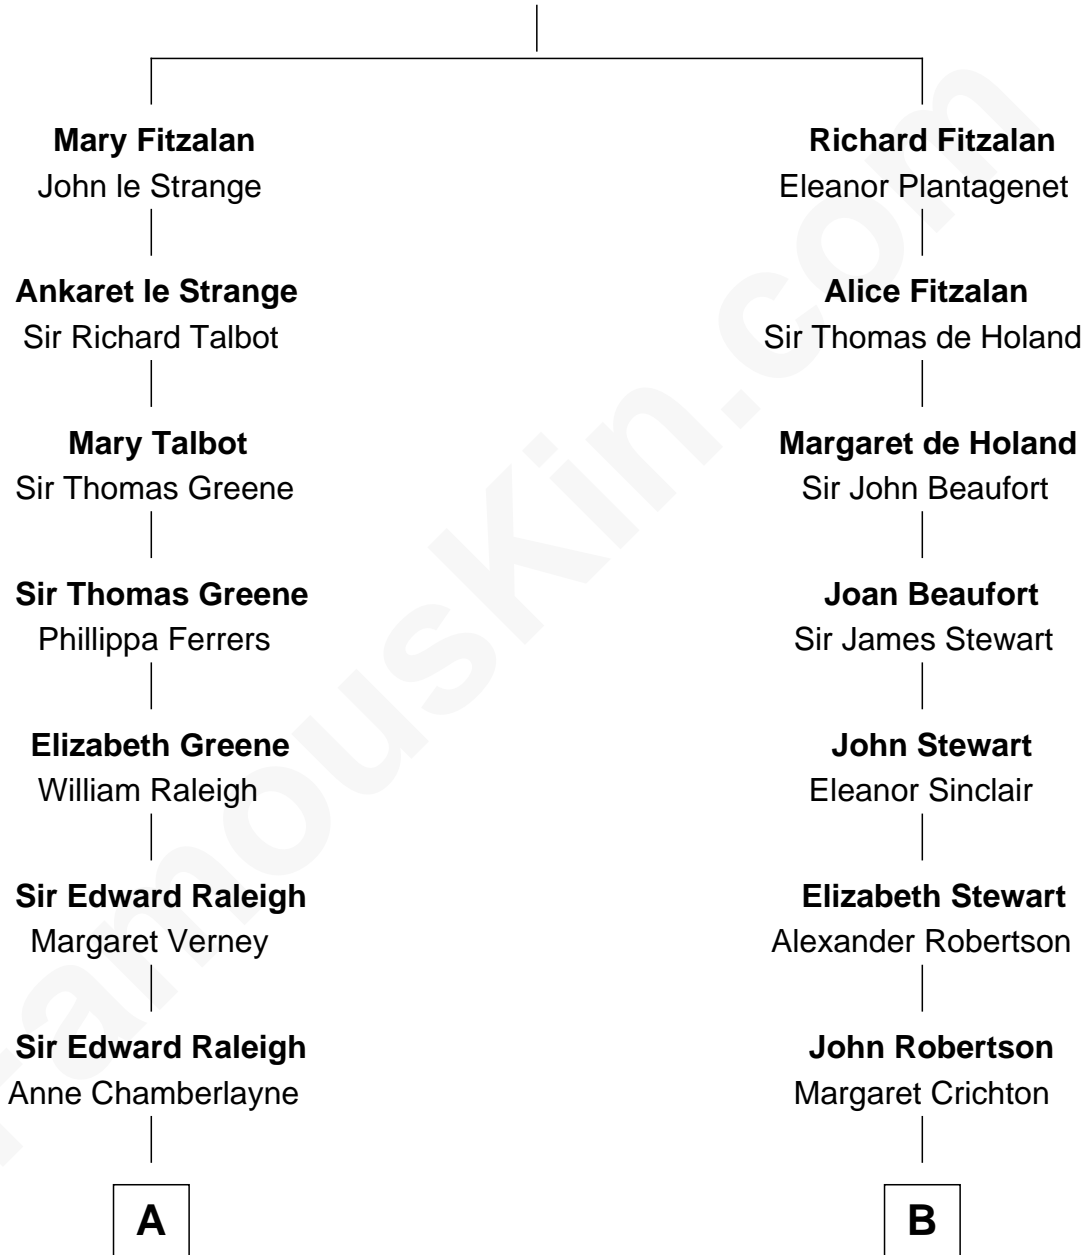 Mary Fitzalan
John le Strange
Ankaret le Strange
Sir Richard Talbot
Mary Talbot
Sir Thomas Greene
Sir Thomas Greene
Phillippa Ferrers
Elizabeth Greene
William Raleigh
Sir Edward Raleigh
Margaret Verney
Sir Edward Raleigh
Anne Chamberlayne
A
Richard Fitzalan
Eleanor Plantagenet
Alice Fitzalan
Sir Thomas de Holand
Margaret de Holand
Sir John Beaufort
Joan Beaufort
Sir James Stewart
John Stewart
Eleanor Sinclair
Elizabeth Stewart
Alexander Robertson
John Robertson
Margaret Crichton
B
FamousKin.com